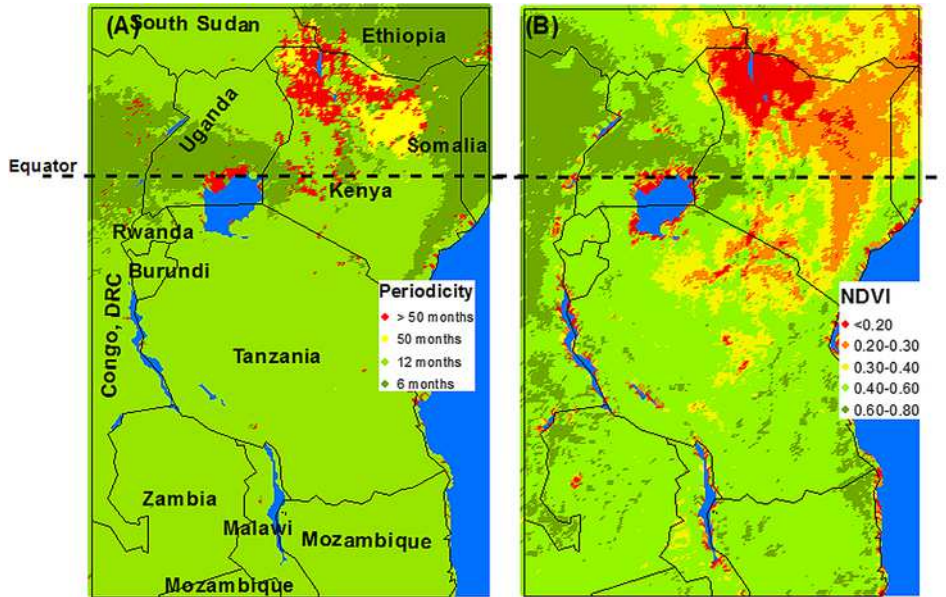 (A)
South Sudan
Ethiopia
Uganda
Somalia
Equator
Kenya
Rwanda
Burundi
Congo, DRC
Tanzania
Periodicity
> 50 months
50 months
12 months
6 months
Zambia
Malawi
Mozambique
Mozambique
(B)
NDVI
<0.20
0.20-0.30
0.30-0.40
0.40-0.60
0.60-0.80